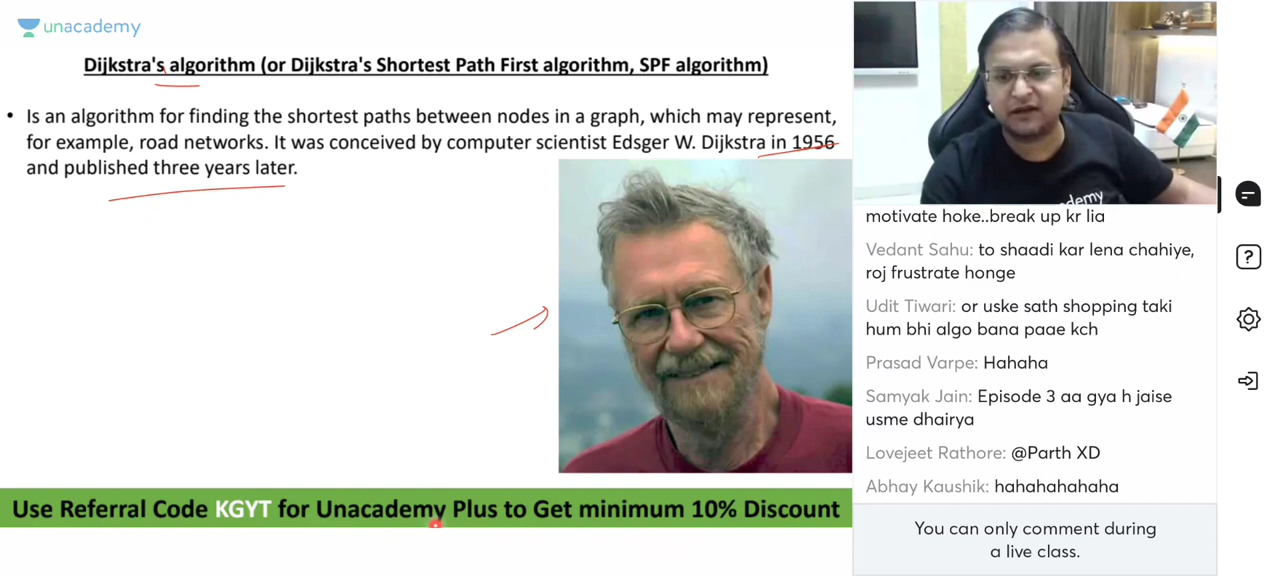 unacademy
Dijkstra's algorithm (or Dijkstra's Shortest Path First algorithm, SPF algorithm)
• Is an algorithm for finding the shortest paths between nodes in a graph, which may represent,
for example, road networks. It was conceived by computer scientist Edsger W. Dijkstra in 1956
and published three years later.
Use Referral Code KGYT for Unacademy Plus to Get minimum 10% Discount
demy
motivate hoke..break up kr lia
Vedant Sahu: to shaadi kar lena chahiye,
roj frustrate honge
Udit Tiwari: or uske sath shopping taki
hum bhi algo bana paae kch
Prasad Varpe: Hahaha
Samyak Jain: Episode 3 aa gya h jaise
usme dhairya
Lovejeet Rathore: @Parth XD
Abhay Kaushik: hahahahahaha
You can only comment during
a live class.
?